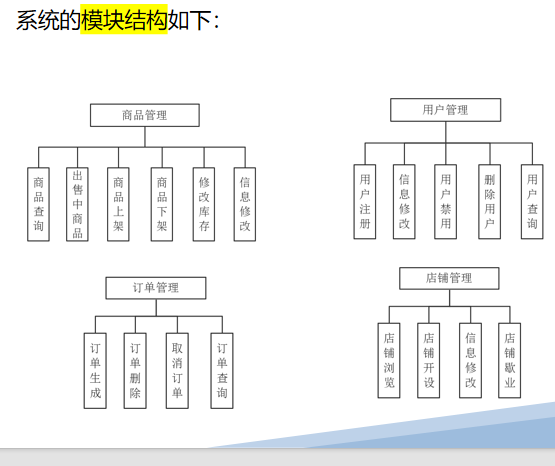 系统的模块结构如下：
商品管理
商品查询
出售中商品
商品上架
商品下架
修改库存
信息修改
用户管理
用户注册
信息修改
用户禁用
删除用户
用户查询
订单管理
订单生成
订单删除
取消订单
订单查询
店铺管理
店铺浏览
店铺开设
信息修改
店铺歇业